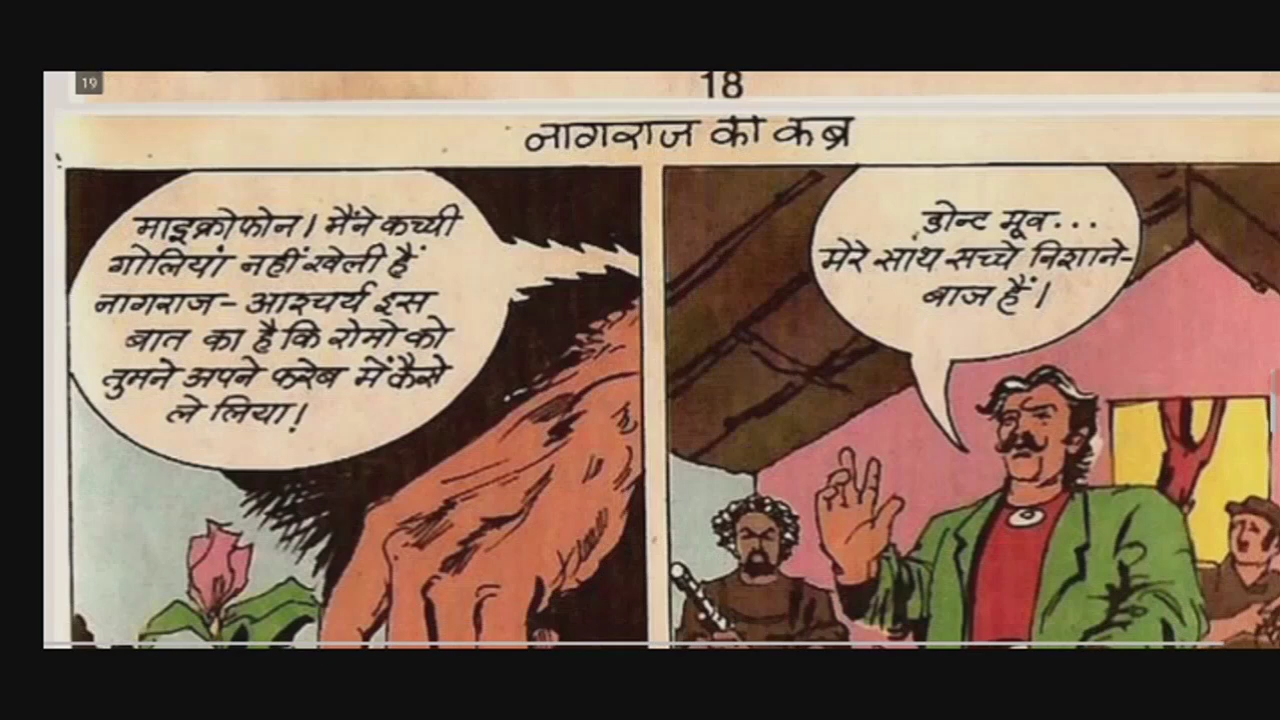 19
18
नागराज की कब्र
माइक्रोफोन। मैंने कच्ची
गोलियां नहीं खेली हैं
नागराज- आश्चर्य इस
बात का है कि रोमो को
तुमने अपने फरेब में कैसे
ले लिया!
डोन्ट मूव...
मेरे सांथ सच्चे निशाने-
बाज हैं।